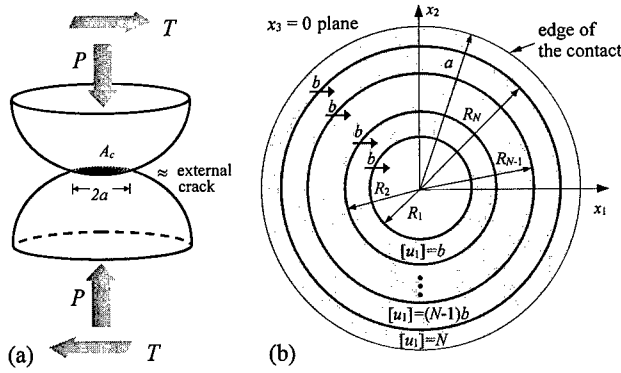 T
P
A_c
≈ external
crack
2a
P
T
(a)
x_3 = 0 plane
x_2
edge of
the contact
a
b
b
b
b
R_N
R_{N-1}
R_2
R_1
x_1
[u_1]=b
[u_1]=(N-1)b
[u_1]=N
(b)